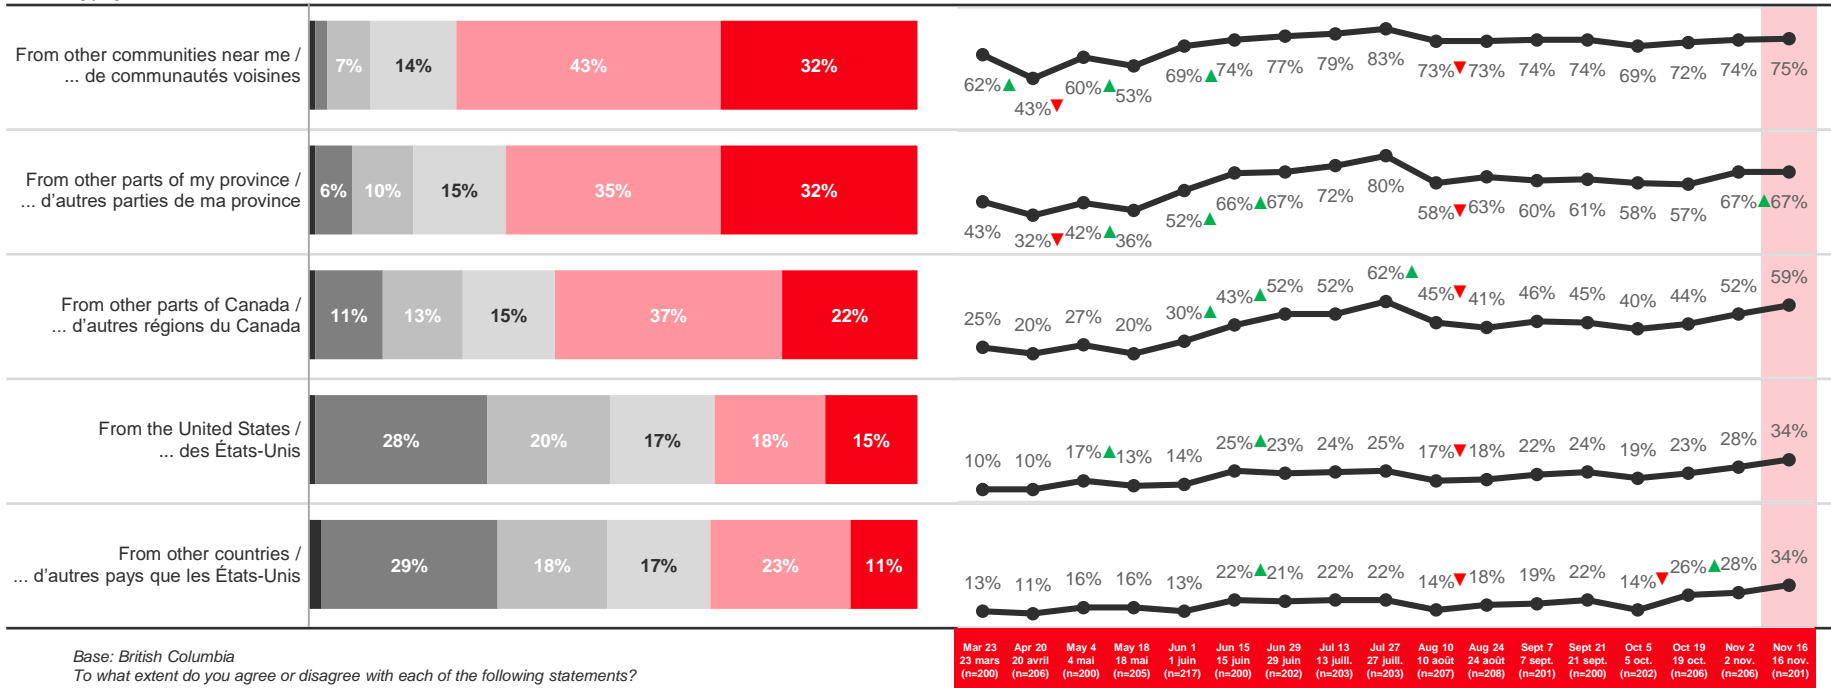 From other communities near me /
... de communautés voisines
7% 14% 43% 32%
62% 43% 60% 53% 69% 74% 77% 79% 83% 73% 73% 74% 74% 69% 72% 74% 75%
From other parts of my province /
... d'autres parties de ma province
6% 10% 15% 35% 32%
43% 32% 42% 36% 52% 66% 67% 72% 80% 58% 63% 60% 61% 58% 57% 67% 67%
From other parts of Canada /
... d'autres régions du Canada
11% 13% 15% 37% 22%
25% 20% 27% 20% 30% 43% 52% 52% 62% 45% 41% 46% 45% 40% 44% 52% 59%
From the United States /
... des États-Unis
28% 20% 17% 18% 15%
10% 10% 17% 13% 14% 25% 23% 24% 25% 17% 18% 22% 24% 19% 23% 28% 34%
From other countries /
... d'autres pays que les États-Unis
29% 18% 17% 23% 11%
13% 11% 16% 16% 13% 22% 21% 22% 22% 14% 18% 19% 22% 14% 26% 28% 34%
Mar 23 Apr 20 May 4 May 18 Jun 1 Jun 15 Jun 29 Jul 13 Jul 27 Aug 10 Aug 24 Sept 7 Sept 21 Oct 5 Oct 19 Nov 2 Nov 16
23 mars 20 avril 4 mai 18 mai 1 juin 15 juin 29 juin 13 juill. 27 juill. 10 août 24 août 7 sept. 21 sept. 5 oct. 19 oct. 2 nov. 16 nov.
(n=200) (n=206) (n=200) (n=205) (n=217) (n=200) (n=202) (n=203) (n=203) (n=207) (n=208) (n=201) (n=200) (n=202) (n=206) (n=206) (n=201)
Base: British Columbia
To what extent do you agree or disagree with each of the following statements?